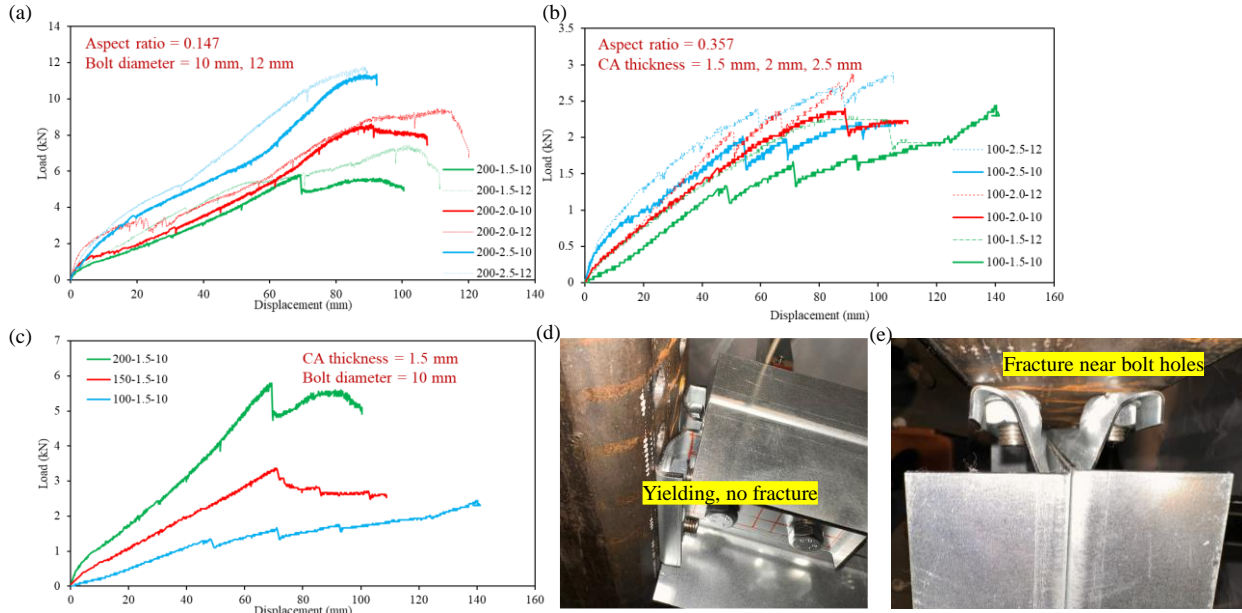 (a)
Aspect ratio = 0.147
Bolt diameter = 10 mm, 12 mm
Load (kN)
14
12
10
8
6
4
2
0
0 20 40 60 80 100 120 140
Displacement (mm)
200-1.5-10
200-1.5-12
200-2.0-10
200-2.0-12
200-2.5-10
200-2.5-12
(b)
Aspect ratio = 0.357
CA thickness = 1.5 mm, 2 mm, 2.5 mm
Load (kN)
3.5
3
2.5
2
1.5
1
0.5
0
0 20 40 60 80 100 120 140 160
Displacement (mm)
100-2.5-12
100-2.5-10
100-2.0-12
100-2.0-10
100-1.5-12
100-1.5-10
(c)
CA thickness = 1.5 mm
Bolt diameter = 10 mm
200-1.5-10
150-1.5-10
100-1.5-10
Load (kN)
7
6
5
4
3
2
1
0
0 20 40 60 80 100 120 140 160
Displacement (mm)
(d)
Yielding, no fracture
(e)
Fracture near bolt holes